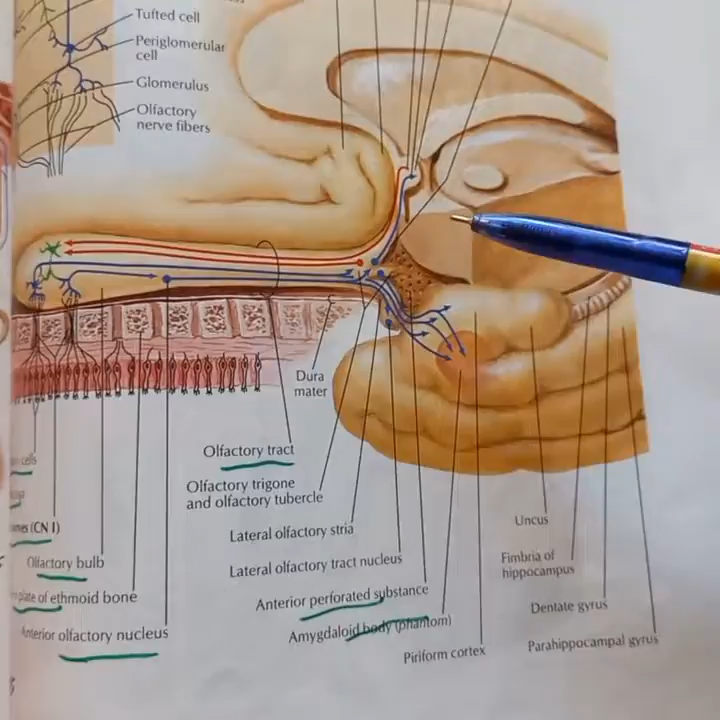 Tufted cell
Periglomerular
cell
Glomerulus
Olfactory
nerve fibers
Dura
mater
Olfactory tract
cells
Olfactory trigone
and olfactory tubercle
(CN I)
Lateral olfactory stria
Uncus
Olfactory bulb
Lateral olfactory tract nucleus
Fimbria of
hippocampus
plate of ethmoid bone
Anterior perforated substance
Dentate gyrus
Anterior olfactory nucleus
Amygdaloid body (phantom)
Piriform cortex
Parahippocampal gyrus